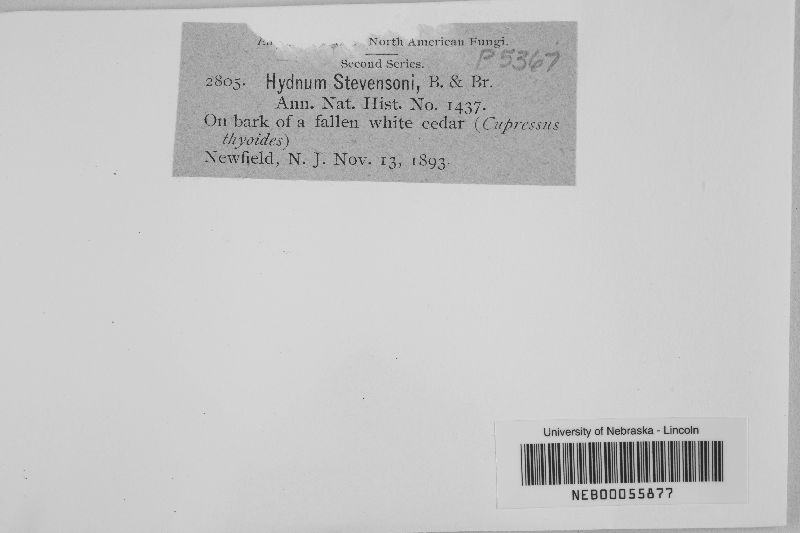 North American Fungi.
P5367
Second Series.
2805. Hydnum Stevensoni, B. & Br.
Ann. Nat. Hist. No. 1437.
On bark of a fallen white cedar (Cupressus
thyoides)
Newfield, N. J. Nov. 13, 1893.
University of Nebraska - Lincoln
NEB00055877